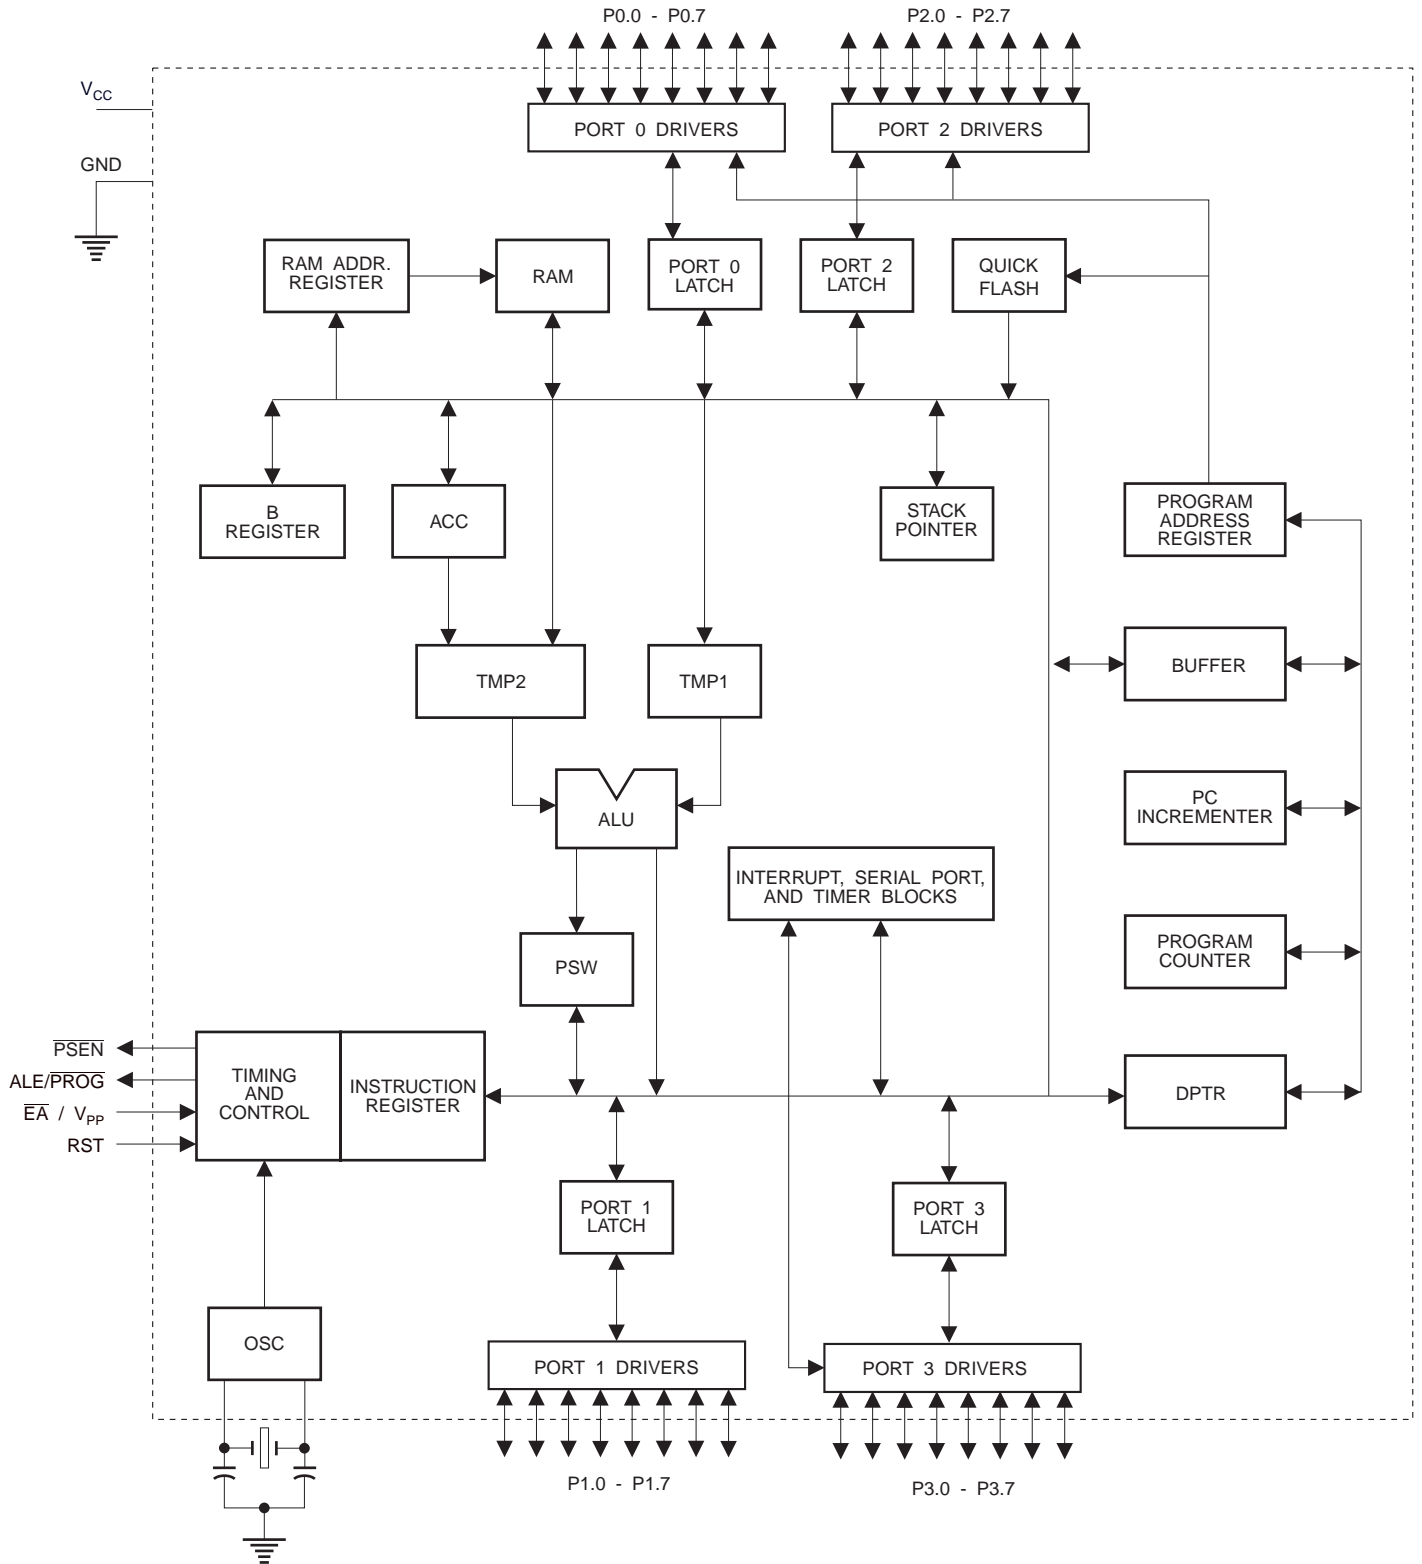 P0.0 - P0.7
P2.0 - P2.7
VCC
GND
PORT 0 DRIVERS
PORT 2 DRIVERS
RAM ADDR.
REGISTER
RAM
PORT 0
LATCH
PORT 2
LATCH
QUICK
FLASH
B
REGISTER
ACC
STACK
POINTER
PROGRAM
ADDRESS
REGISTER
BUFFER
TMP2
TMP1
ALU
PC
INCREMENTER
INTERRUPT, SERIAL PORT,
AND TIMER BLOCKS
PSW
PROGRAM
COUNTER
PSEN
ALE/PROG
EA / VPP
RST
TIMING
AND
CONTROL
INSTRUCTION
REGISTER
DPTR
PORT 1
LATCH
PORT 3
LATCH
OSC
PORT 1 DRIVERS
PORT 3 DRIVERS
P1.0 - P1.7
P3.0 - P3.7